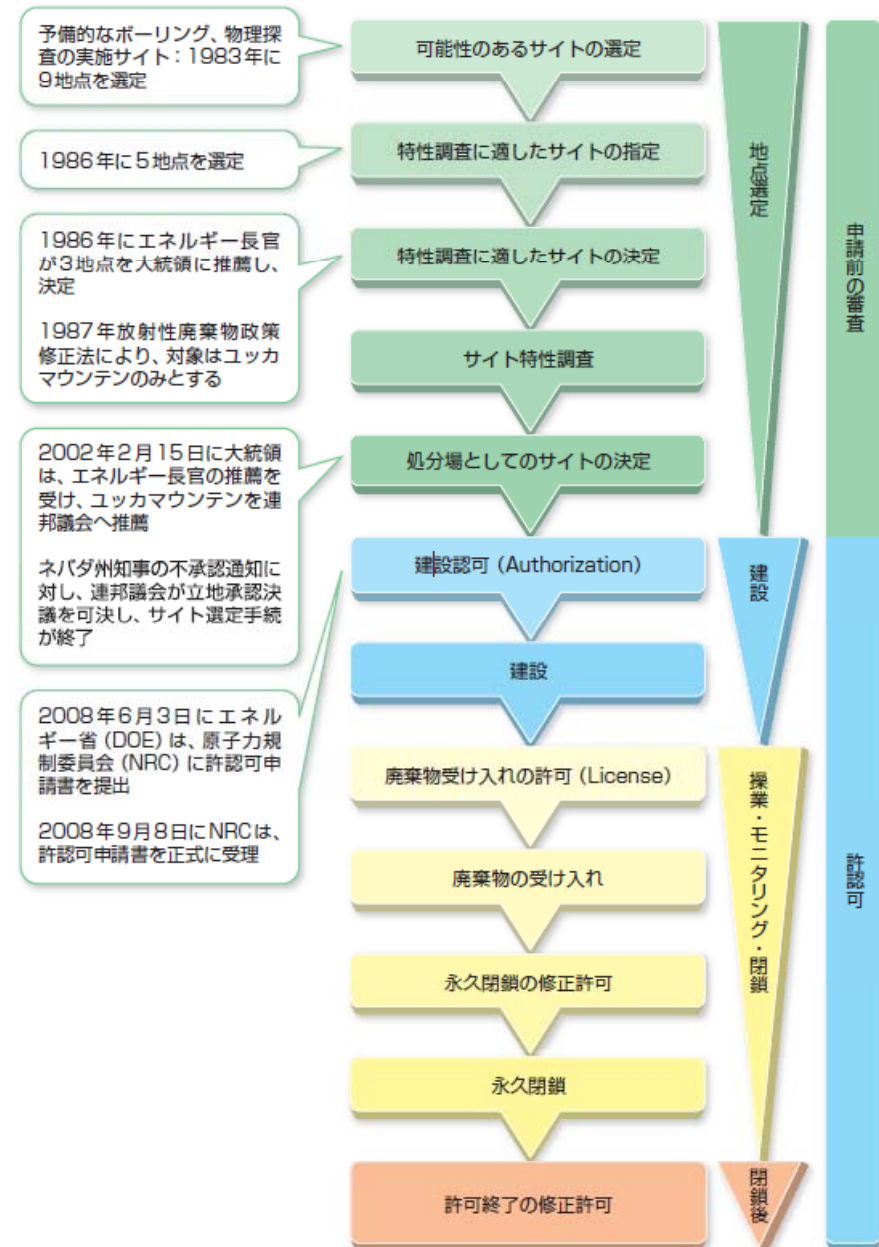 予備的なボーリング、物理探
査の実施サイト：1983年に
9地点を選定
可能性のあるサイトの選定
1986年に5地点を選定
特性調査に適したサイトの指定
1986年にエネルギー長官
が3地点を大統領に推薦し、
決定
1987年放射性廃棄物政策
修正法により、対象はユッカ
マウンテンのみとする
特性調査に適したサイトの決定
サイト特性調査
2002年2月15日に大統領
は、エネルギー長官の推薦を
受け、ユッカマウンテンを連
邦議会へ推薦
ネバダ州知事の不承認通知に
対し、連邦議会が立地承認決
議を可決し、サイト選定手続
が終了
処分場としてのサイトの決定
2008年6月3日にエネル
ギー省（DOE）は、原子力規
制委員会（NRC）に許認可申
請書を提出
2008年9月8日にNRCは、
許認可申請書を正式に受理
建設認可（Authorization）
建設
廃棄物受け入れの許可（License）
廃棄物の受け入れ
永久閉鎖の修正許可
永久閉鎖
許可終了の修正許可
地点選定
建設
操業・モニタリング・閉鎖
閉鎖後
申請前の審査
許認可